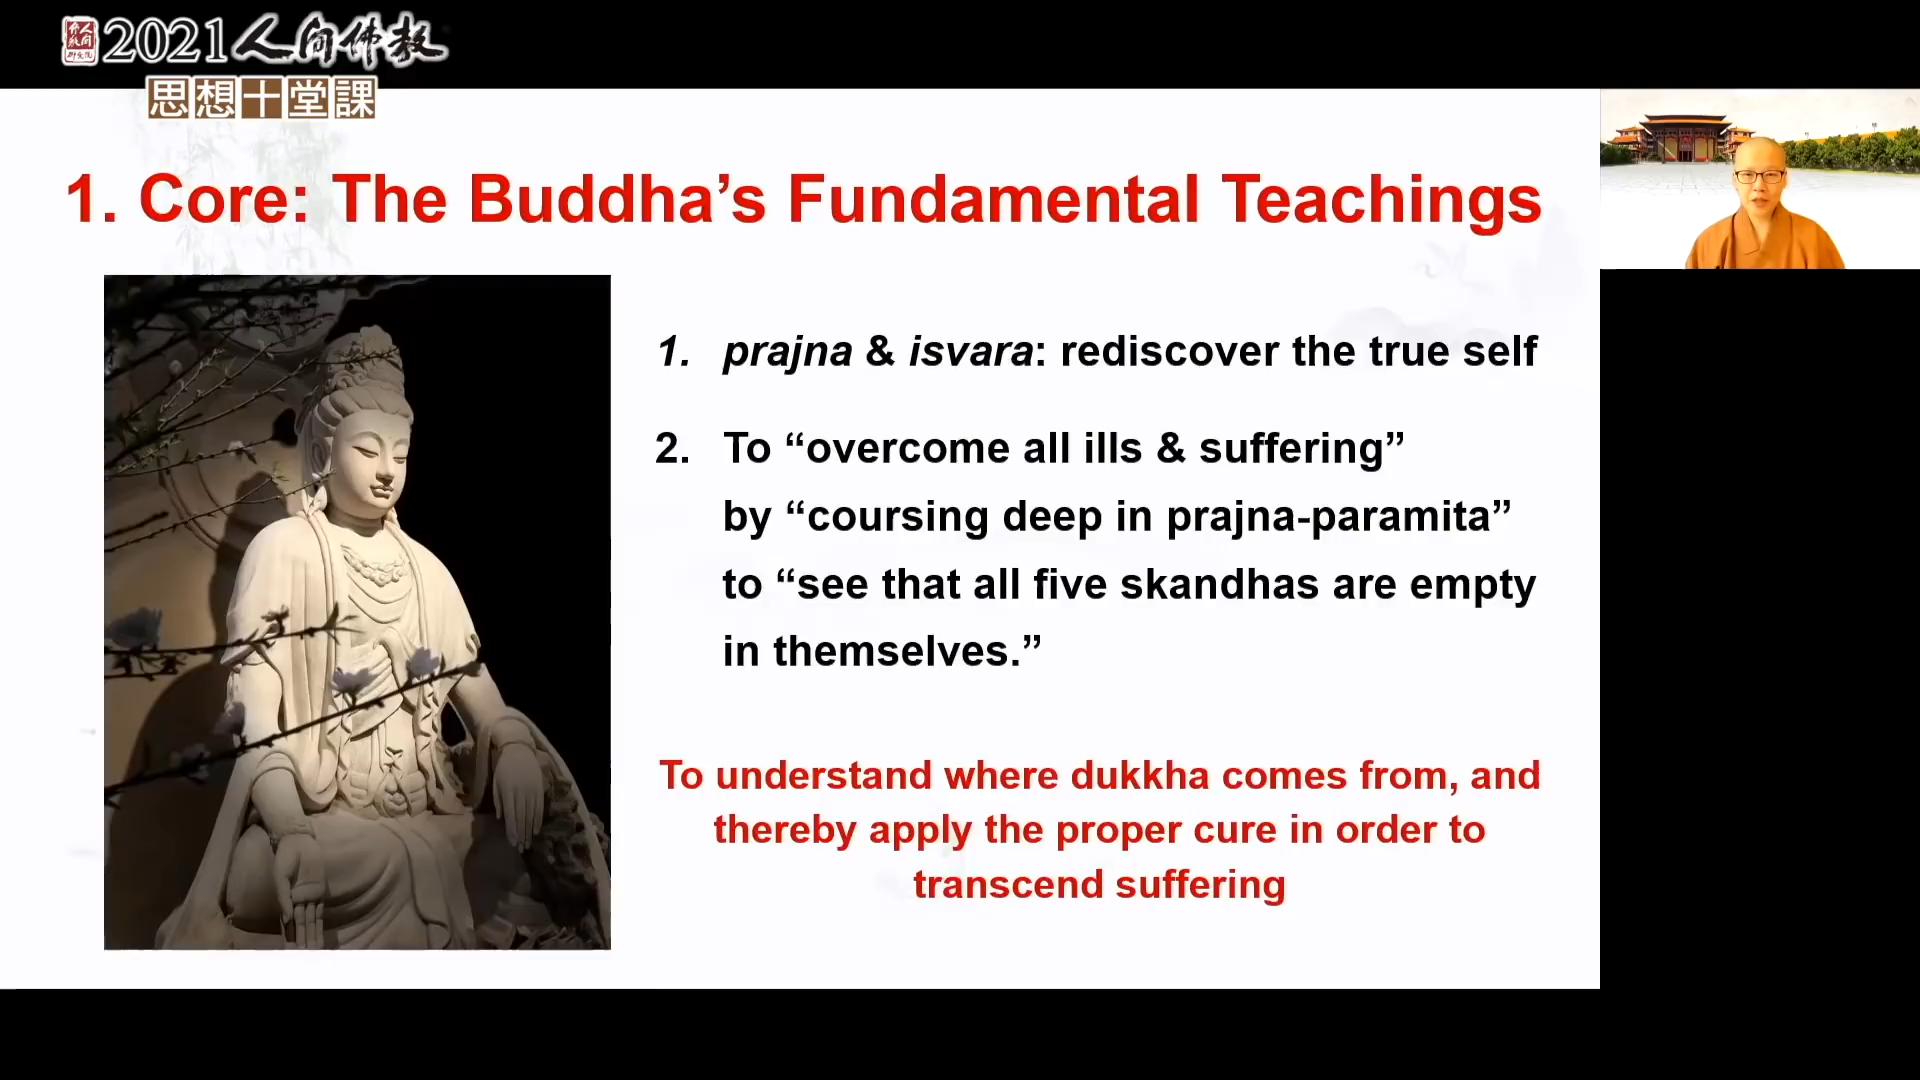 2021人间佛教
思想十堂課
1. Core: The Buddha’s Fundamental Teachings
1. prajna & isvara: rediscover the true self
2. To “overcome all ills & suffering”
by “coursing deep in prajna-paramita”
to “see that all five skandhas are empty
in themselves.”
To understand where dukkha comes from, and
thereby apply the proper cure in order to
transcend suffering